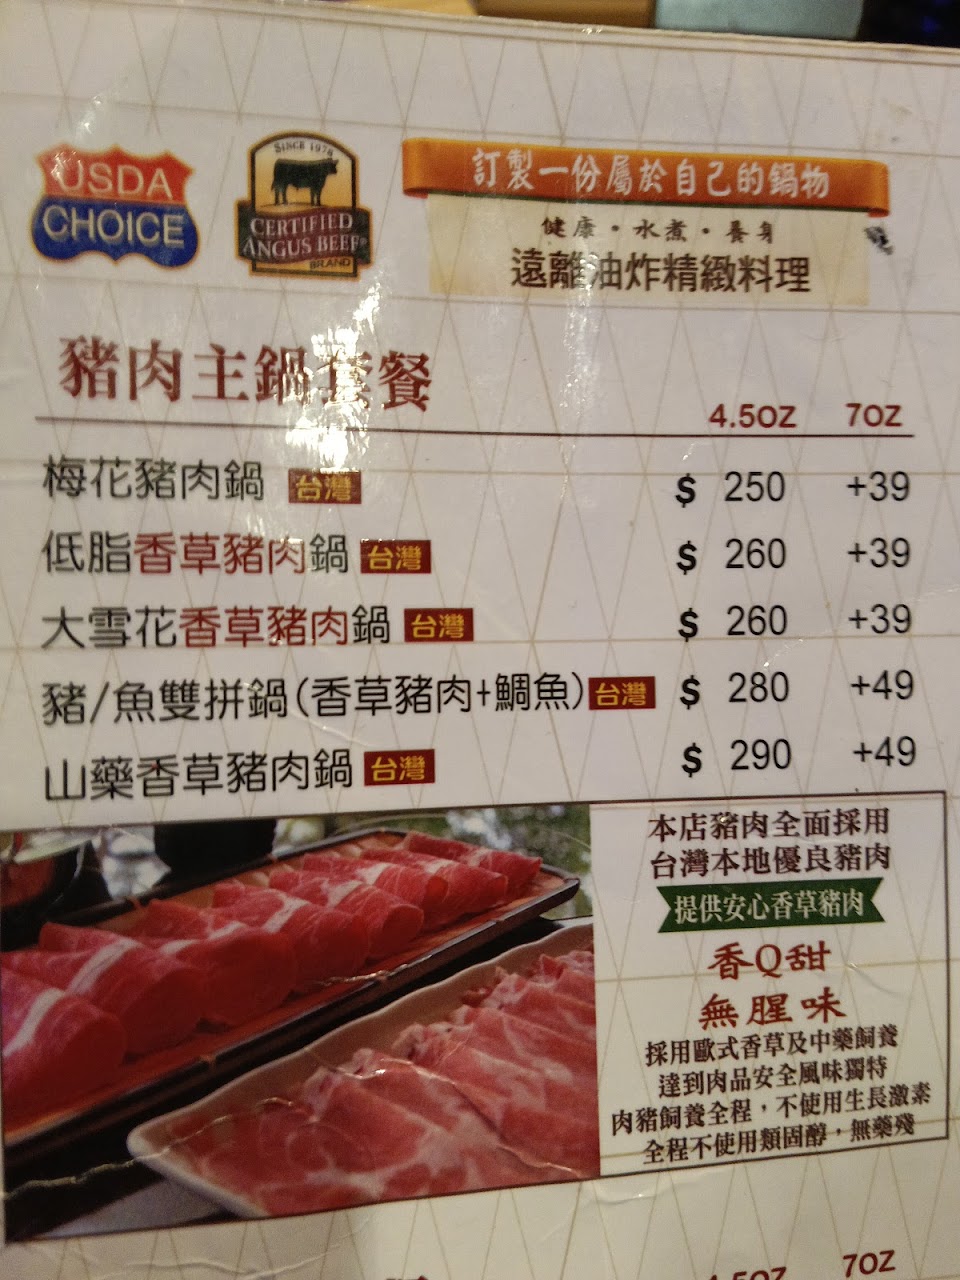 USDA
CHOICE
SINCE 1978
CERTIFIED
ANGUS BEEF®
BRAND
訂製一份屬於自己的鍋物
健康·水煮·養身
遠離油炸精緻料理
豬肉主鍋套餐
4.5OZ 7OZ
梅花豬肉鍋 台灣 $ 250 +39
低脂香草豬肉鍋 台灣 $ 260 +39
大雪花香草豬肉鍋 台灣 $ 260 +39
豬/魚雙拼鍋(香草豬肉+鯛魚) 台灣 $ 280 +49
山藥香草豬肉鍋 台灣 $ 290 +49
本店豬肉全面採用
台灣本地優良豬肉
提供安心香草豬肉
香Q甜
無腥味
採用歐式香草及中藥飼養
達到肉品安全風味獨特
肉豬飼養全程，不使用生長激素
全程不使用類固醇，無藥殘
4.5OZ 7OZ